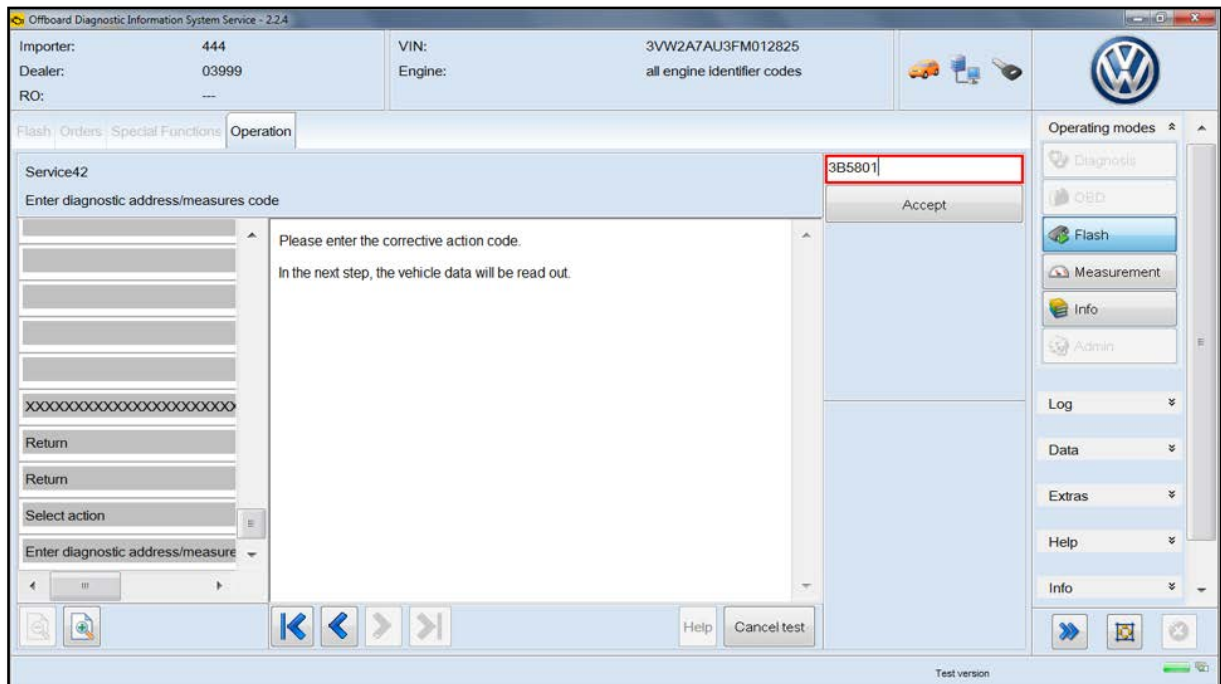 Offboard Diagnostic Information System Service - 2.2.4
Importer: 444 VIN: 3VW2A7AU3FM012825
Dealer: 03999 Engine: all engine identifier codes
RO: ---
Flash Orders Special Functions Operation
Service42
Enter diagnostic address/measures code
3B5801
Accept
Please enter the corrective action code.
In the next step, the vehicle data will be read out.
XXXXXXXXXXXXXXXXXXXXXXX
Return
Return
Select action
Enter diagnostic address/measure
Help Cancel test
Operating modes
Diagnosis
OBD
Flash
Measurement
Info
Admin
Log
Data
Extras
Help
Info
Test version